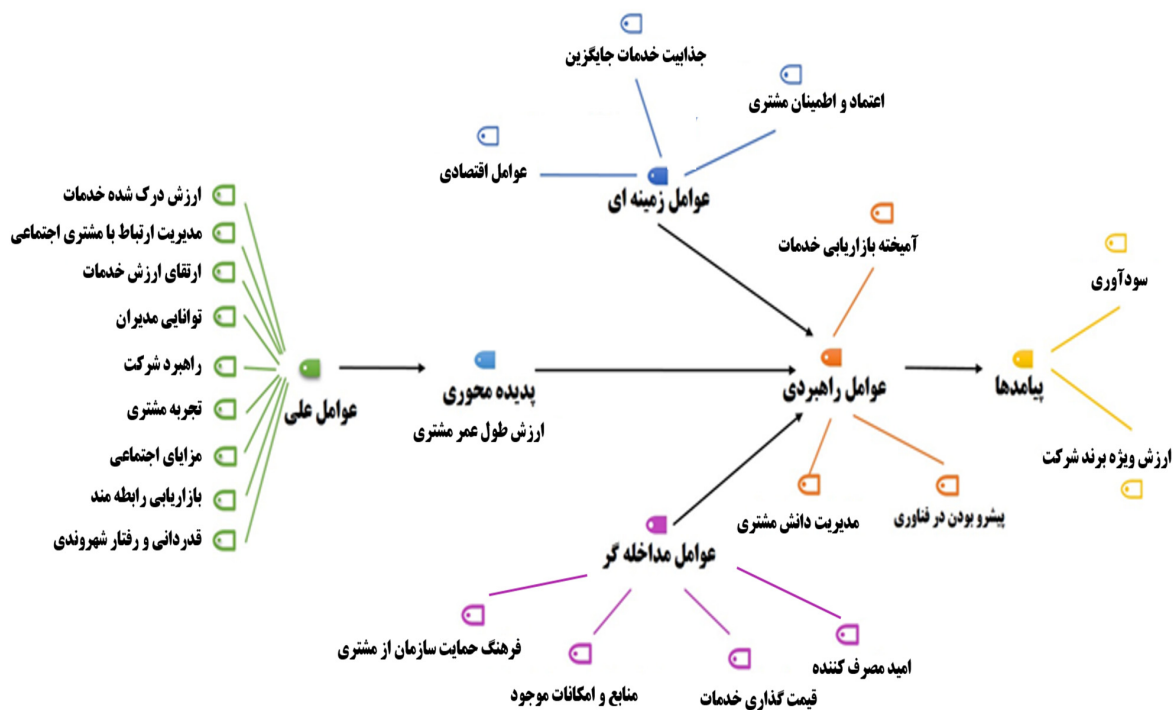 جذابیت خدمات جایگزین
اعتماد و اطمینان مشتری
عوامل اقتصادی
عوامل زمینه ای
ارزش درک شده خدمات
مدیریت ارتباط با مشتری اجتماعی
ارتقای ارزش خدمات
توانایی مدیران
راهبرد شرکت
تجربه مشتری
مزایای اجتماعی
بازاریابی رابطه مند
قدردانی و رفتار شهروندی
عوامل علی
پدیده محوری
ارزش طول عمر مشتری
آمیخته بازاریابی خدمات
عوامل راهبردی
مدیریت دانش مشتری
پیشرو بودن در فناوری
سودآوری
پیامدها
ارزش ویژه برند شرکت
عوامل مداخله گر
فرهنگ حمایت سازمان از مشتری
منابع و امکانات موجود
قیمت گذاری خدمات
امید مصرف کننده